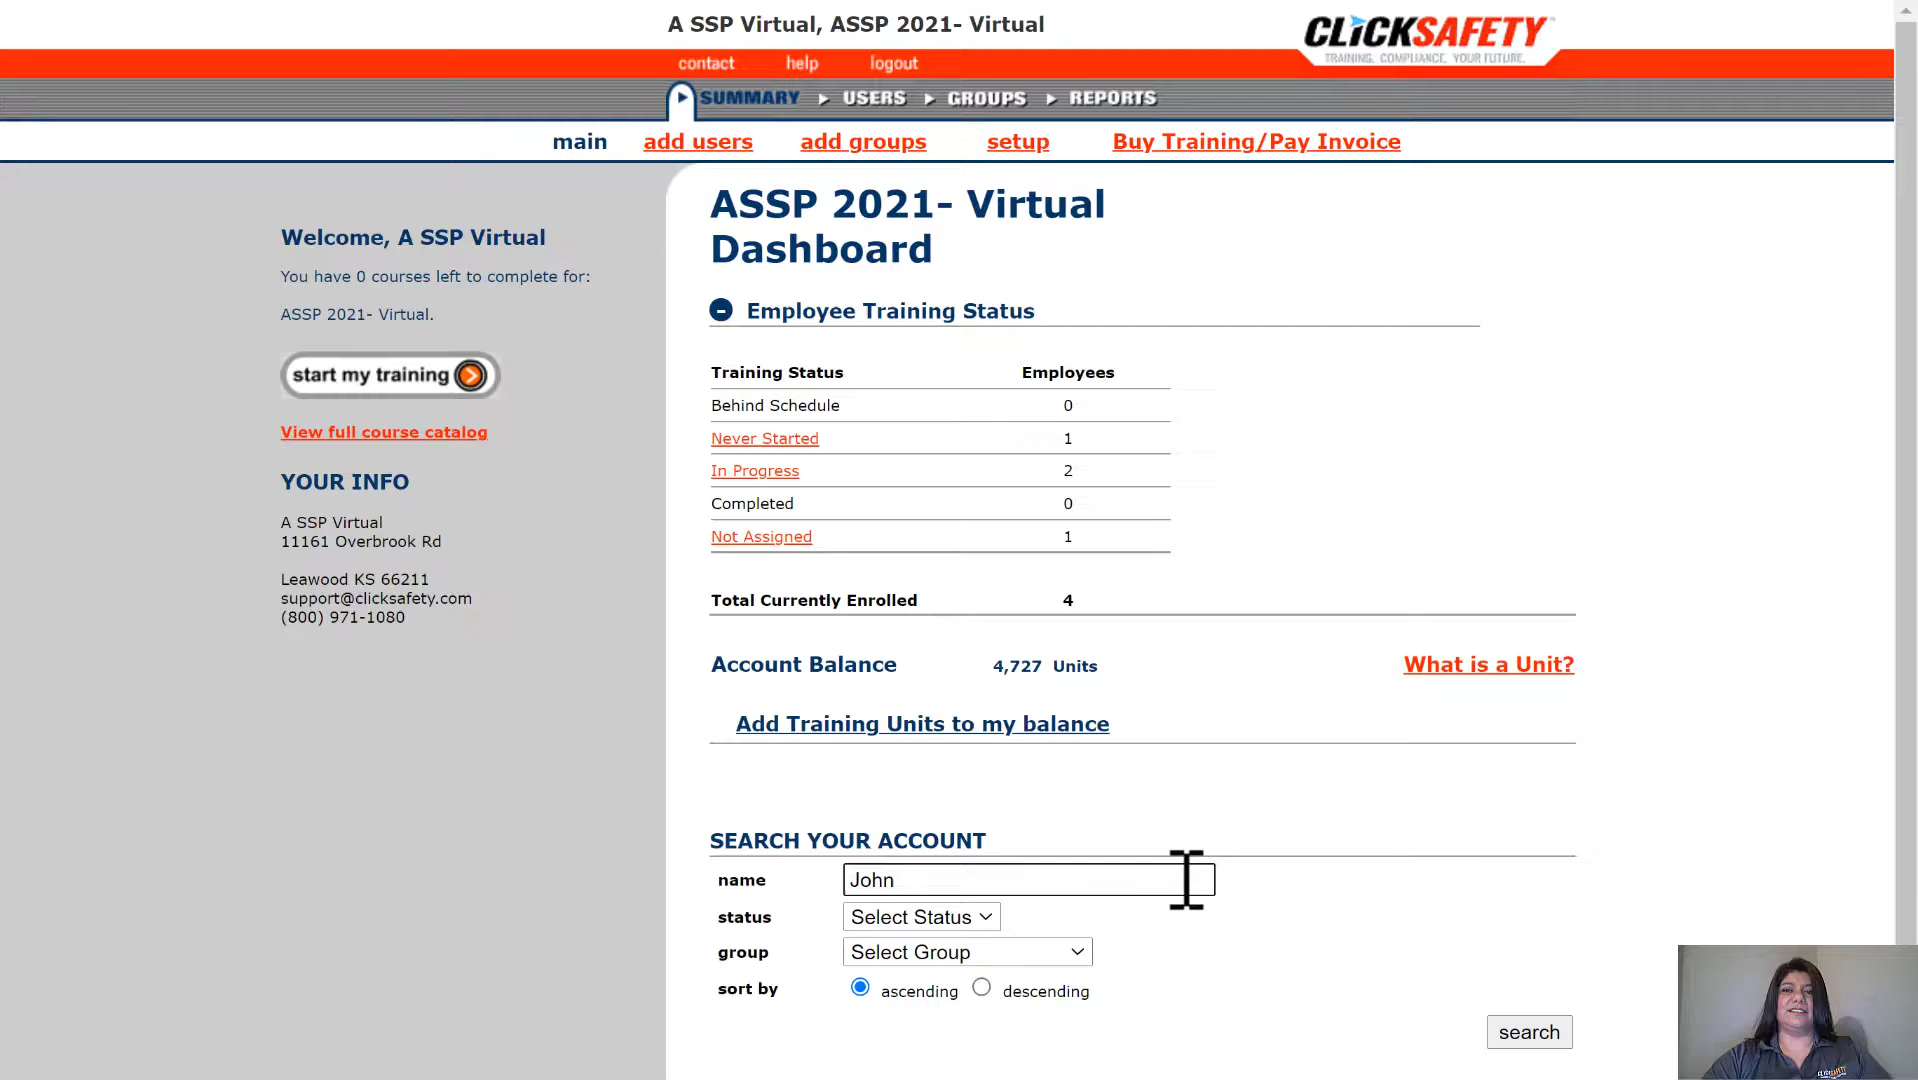 A SSP Virtual, ASSP 2021- Virtual
CLICKSAFETY
TRAINING. COMPLIANCE. YOUR FUTURE.
contact help logout
SUMMARY USERS GROUPS REPORTS
main add users add groups setup Buy Training/Pay Invoice
Welcome, A SSP Virtual
You have 0 courses left to complete for:
ASSP 2021- Virtual.
start my training
View full course catalog
YOUR INFO
A SSP Virtual
11161 Overbrook Rd
Leawood KS 66211
support@clicksafety.com
(800) 971-1080
ASSP 2021- Virtual
Dashboard
- Employee Training Status
Training Status Employees
Behind Schedule 0
Never Started 1
In Progress 2
Completed 0
Not Assigned 1
Total Currently Enrolled 4
Account Balance 4,727 Units What is a Unit?
Add Training Units to my balance
SEARCH YOUR ACCOUNT
name John
status Select Status
group Select Group
sort by ascending descending
search
CLICKSAFETY